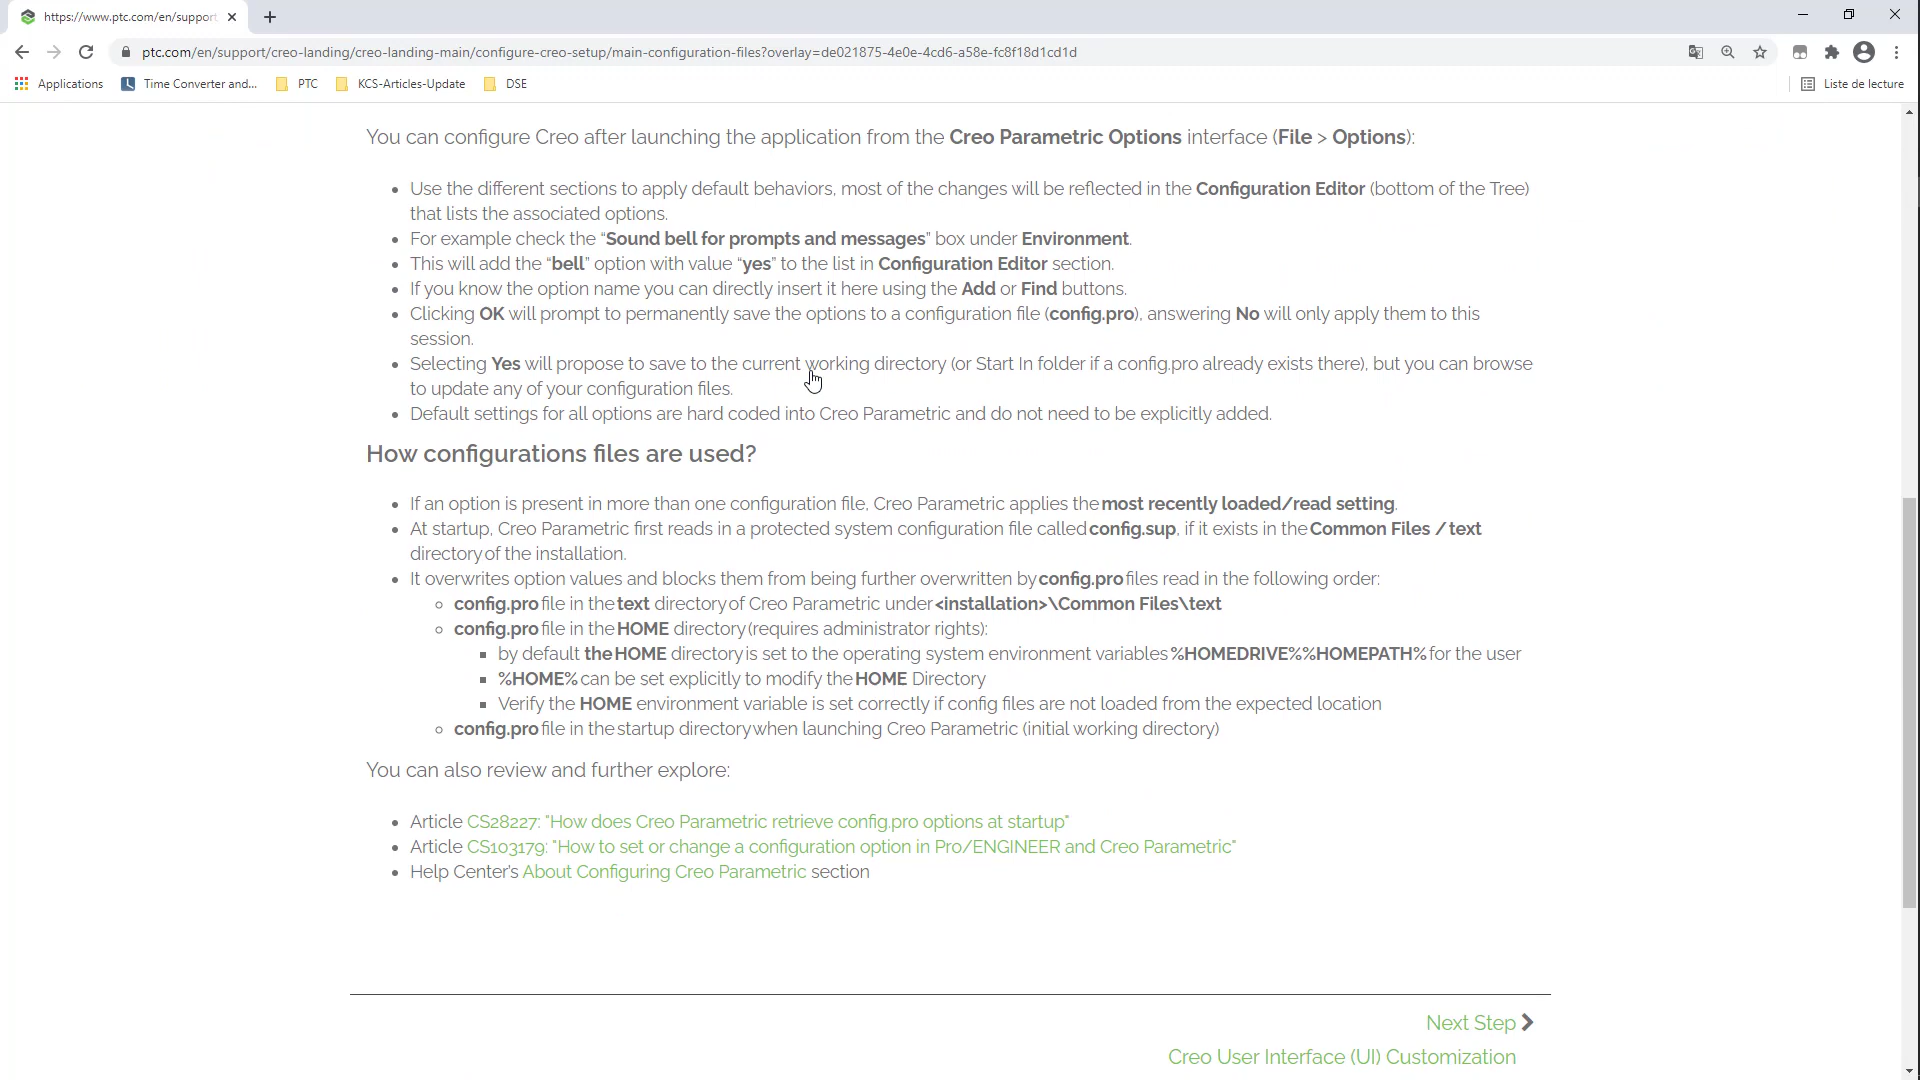 https://www.ptc.com/en/support
ptc.com/en/support/creo-landing/creo-landing-main/configure-creo-setup/main-configuration-files?overlay=de021875-4e0e-4cd6-a58e-fc8f18d1cd1d
Applications Time Converter and... PTC KCS-Articles-Update DSE Liste de lecture
You can configure Creo after launching the application from the Creo Parametric Options interface (File > Options):
• Use the different sections to apply default behaviors, most of the changes will be reflected in the Configuration Editor (bottom of the Tree)
that lists the associated options.
• For example check the “Sound bell for prompts and messages” box under Environment.
• This will add the “bell” option with value “yes” to the list in Configuration Editor section.
• If you know the option name you can directly insert it here using the Add or Find buttons.
• Clicking OK will prompt to permanently save the options to a configuration file (config.pro), answering No will only apply them to this
session.
• Selecting Yes will propose to save to the current working directory (or Start In folder if a config.pro already exists there), but you can browse
to update any of your configuration files.
• Default settings for all options are hard coded into Creo Parametric and do not need to be explicitly added.
How configurations files are used?
• If an option is present in more than one configuration file, Creo Parametric applies the most recently loaded/read setting.
• At startup, Creo Parametric first reads in a protected system configuration file called config.sup, if it exists in the Common Files / text
directory of the installation.
• It overwrites option values and blocks them from being further overwritten by config.pro files read in the following order:
◦ config.pro file in the text directory of Creo Parametric under <installation>\Common Files\text
◦ config.pro file in the HOME directory (requires administrator rights):
▪ by default the HOME directory is set to the operating system environment variables %HOMEDRIVE%%HOMEPATH% for the user
▪ %HOME% can be set explicitly to modify the HOME Directory
▪ Verify the HOME environment variable is set correctly if config files are not loaded from the expected location
◦ config.pro file in the startup directory when launching Creo Parametric (initial working directory)
You can also review and further explore:
• Article CS28227: "How does Creo Parametric retrieve config.pro options at startup"
• Article CS103179: "How to set or change a configuration option in Pro/ENGINEER and Creo Parametric"
• Help Center's About Configuring Creo Parametric section
Next Step
Creo User Interface (UI) Customization